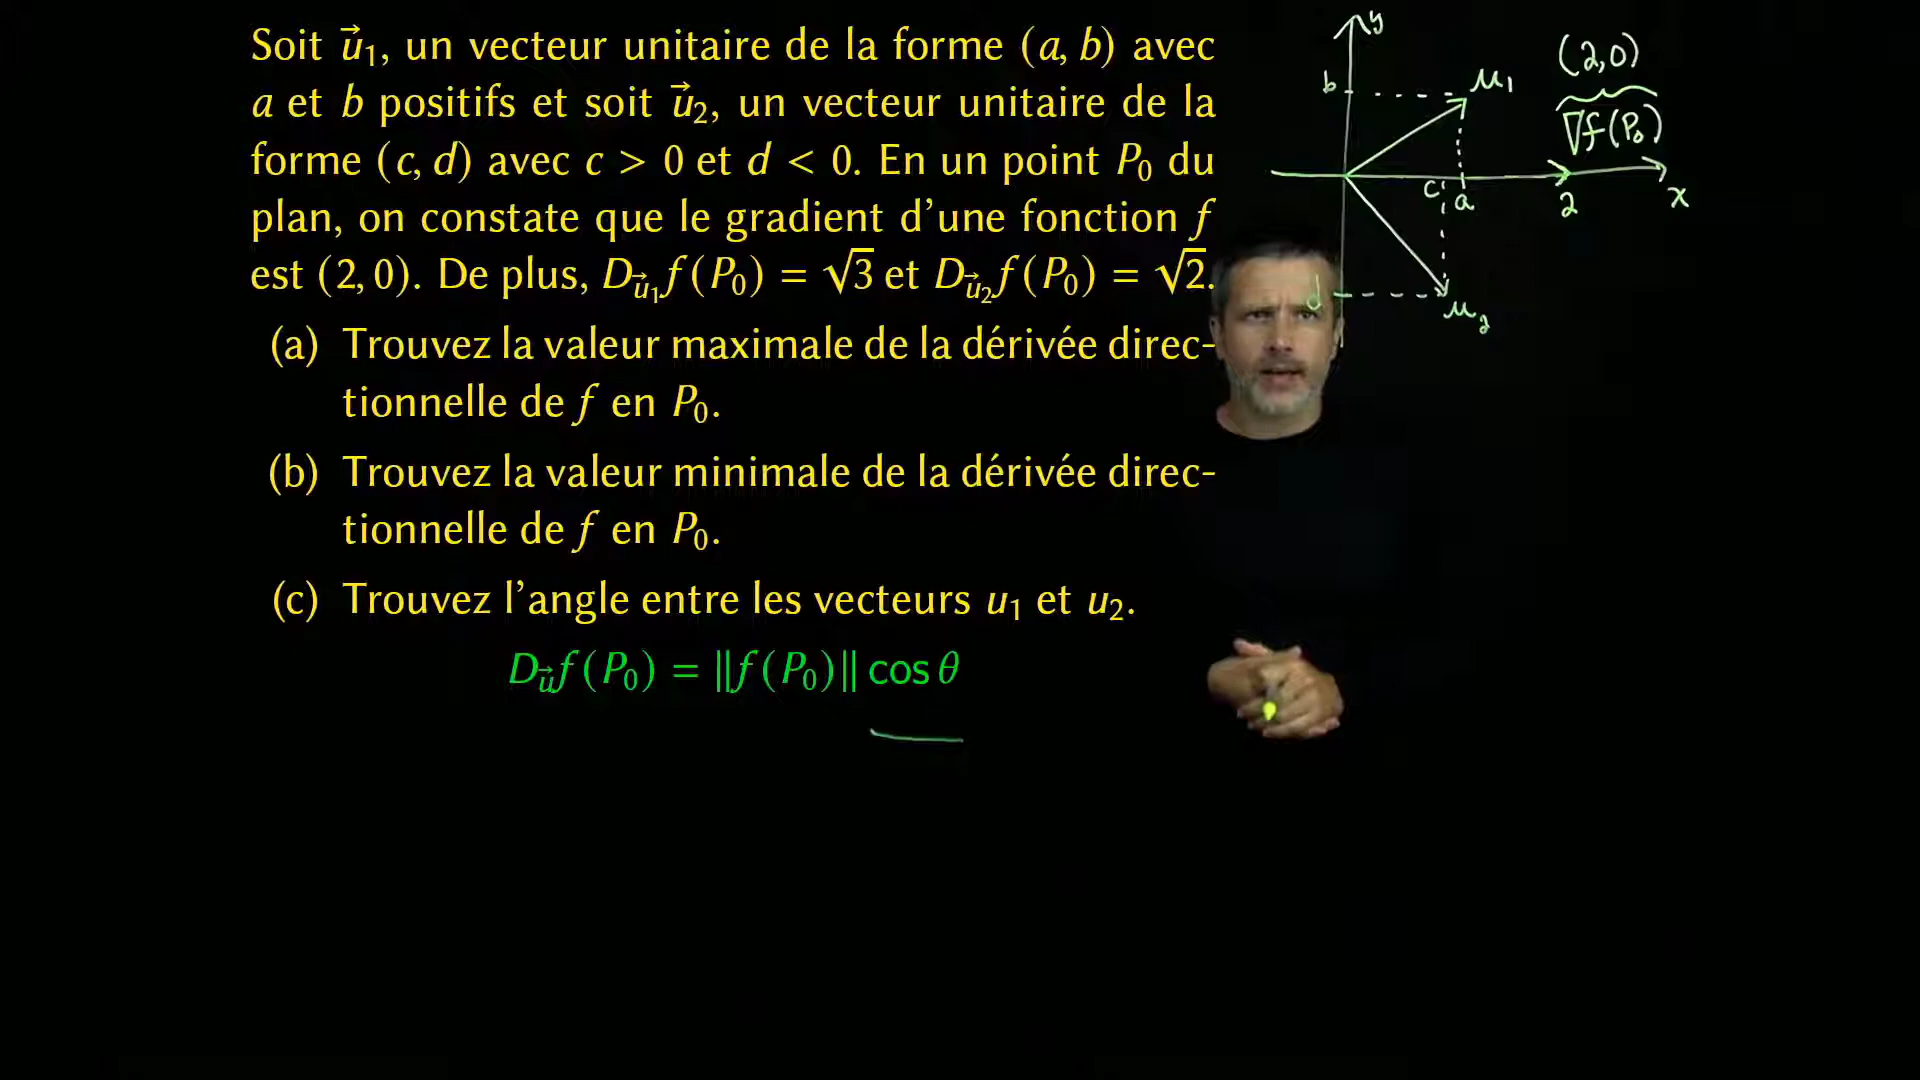 Soit u⃗₁, un vecteur unitaire de la forme (a, b) avec
a et b positifs et soit u⃗₂, un vecteur unitaire de la
forme (c, d) avec c > 0 et d < 0. En un point P₀ du
plan, on constate que le gradient d'une fonction f
est (2, 0). De plus, D_u⃗₁ f(P₀) = √3 et D_u⃗₂ f(P₀) = √2.
(a) Trouvez la valeur maximale de la dérivée direc-
tionnelle de f en P₀.
(b) Trouvez la valeur minimale de la dérivée direc-
tionnelle de f en P₀.
(c) Trouvez l'angle entre les vecteurs u₁ et u₂.
D_u⃗ f(P₀) = ||f(P₀)|| cos θ
y
(2,0)
b
u₁
∇f(P₀)
c
a
2
x
d
u₂